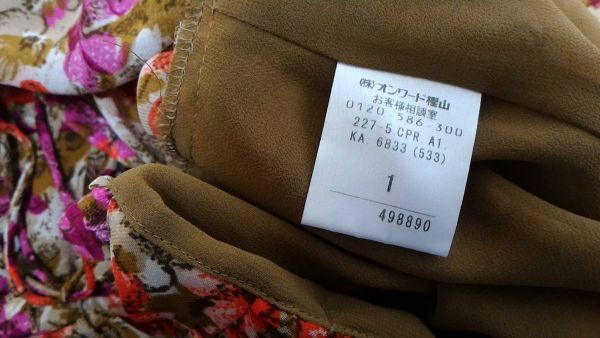 (株)オンワード樫山
お客様相談室
0120-586-300
227-5.CPR.A1.
KA. 6833 (533)
1
498890